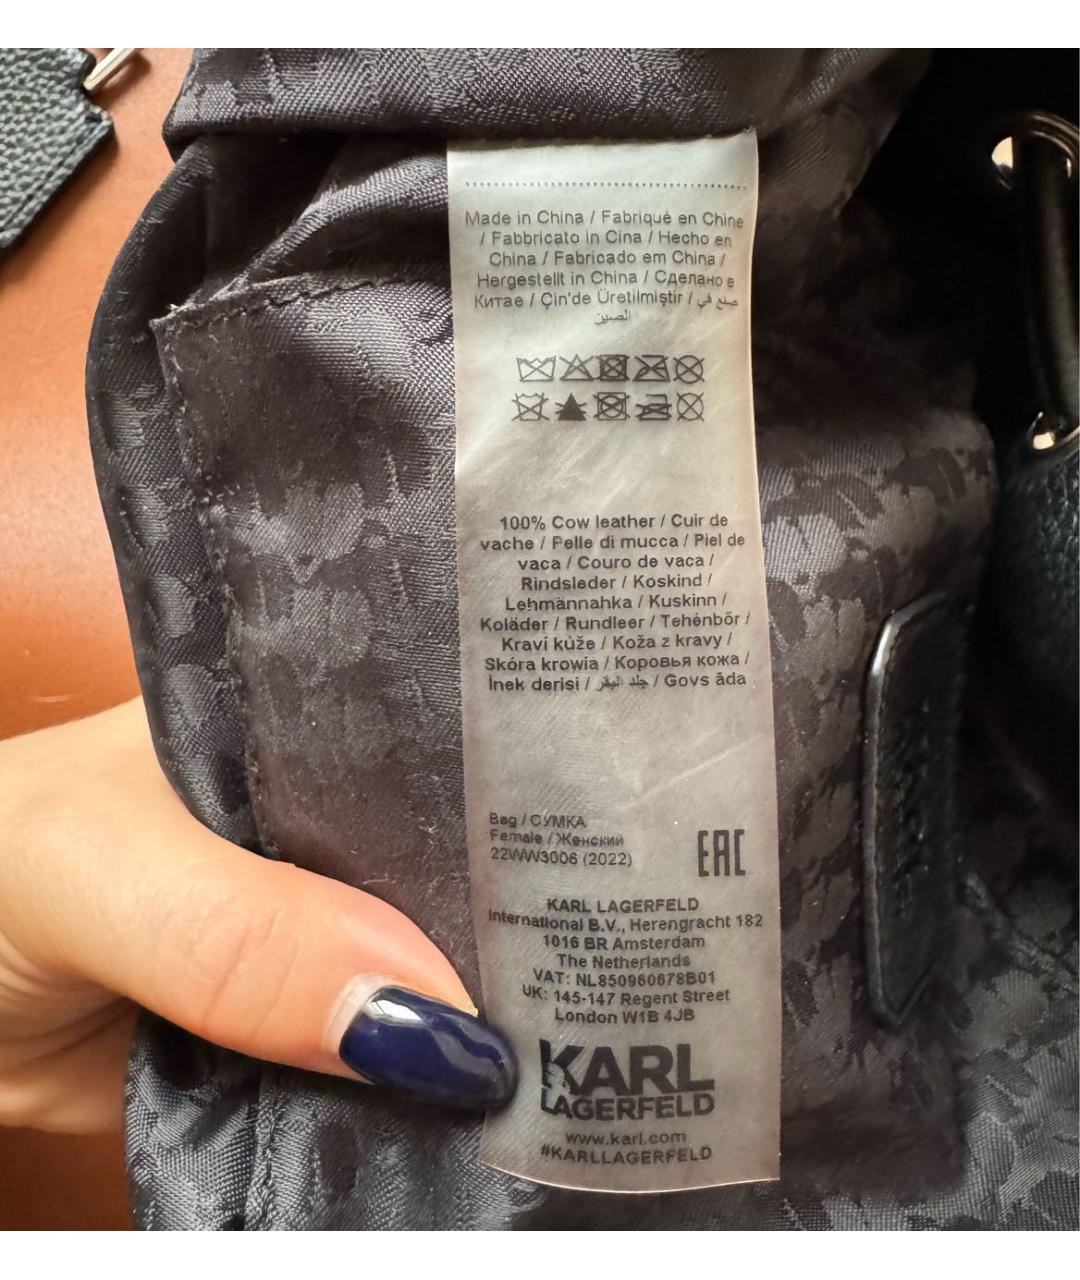 Made in China / Fabriqué en Chine
/ Fabbricato in Cina / Hecho en
China / Fabricado em China /
Hergestellt in China / Сделано в
Китае / Çin'de Üretilmiştir / صنع في
الصين
100% Cow leather / Cuir de
vache / Pelle di mucca / Piel de
vaca / Couro de vaca /
Rindsleder / Koskind /
Lehmännahka / Kuskinn /
Koläder / Rundleer / Tehénbőr /
Kraví kůže / Koža z kravy /
Skóra krowia / Коровья кожа /
İnek derisi / جلد البقر / Govs āda
Bag / СУМКА
Female / Женский
22WW3006 (2022)
EAC
KARL LAGERFELD
International B.V., Herengracht 182
1016 BR Amsterdam
The Netherlands
VAT: NL850960678B01
UK: 145-147 Regent Street
London W1B 4JB
KARL
LAGERFELD
www.karl.com
#KARLLAGERFELD